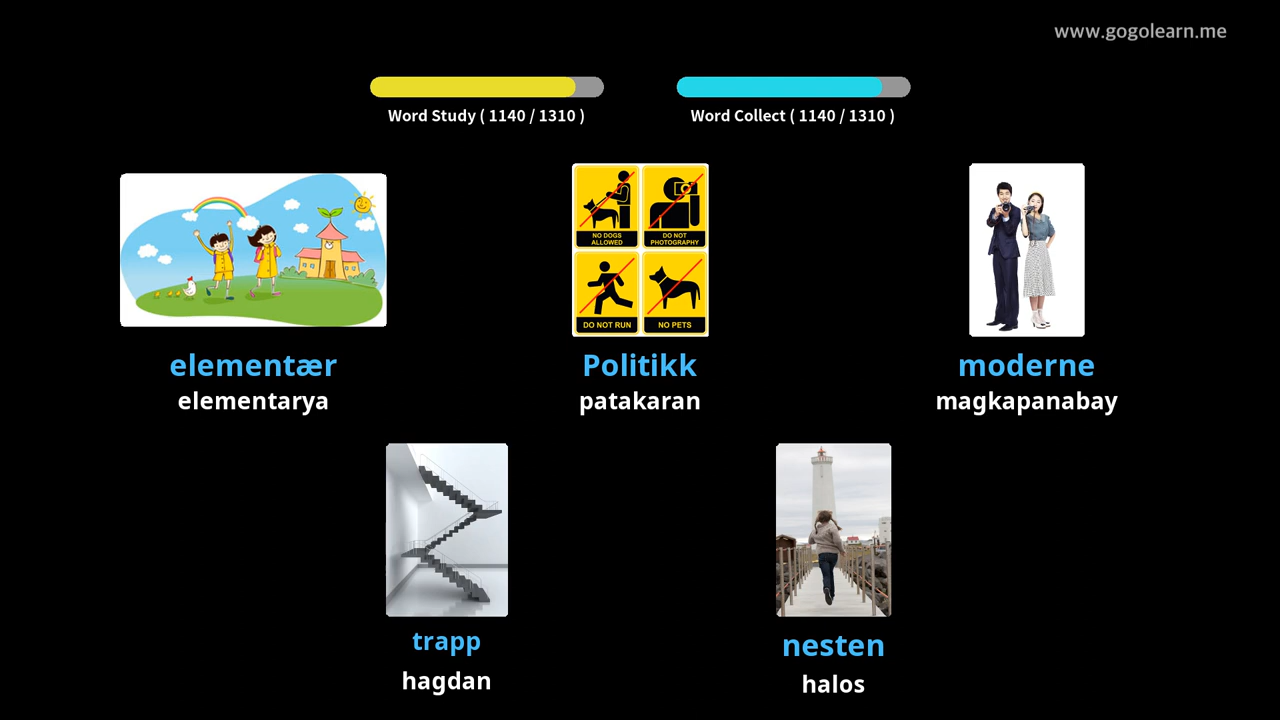 www.gogolearn.me
Word Study ( 1140 / 1310 )
Word Collect ( 1140 / 1310 )
NO DOGS
ALLOWED
DO NOT
PHOTOGRAPHY
DO NOT RUN
NO PETS
elementær
elementarya
Politikk
patakaran
moderne
magkapanabay
trapp
hagdan
nesten
halos